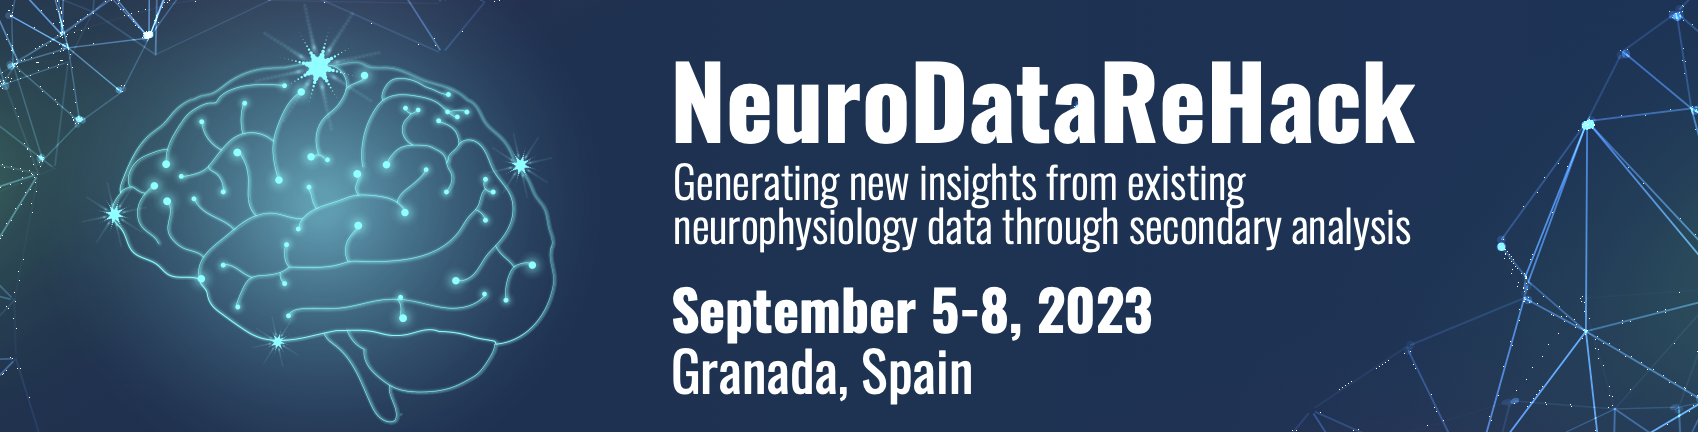 NeuroDataReHack
Generating new insights from existing
neurophysiology data through secondary analysis
September 5-8, 2023
Granada, Spain